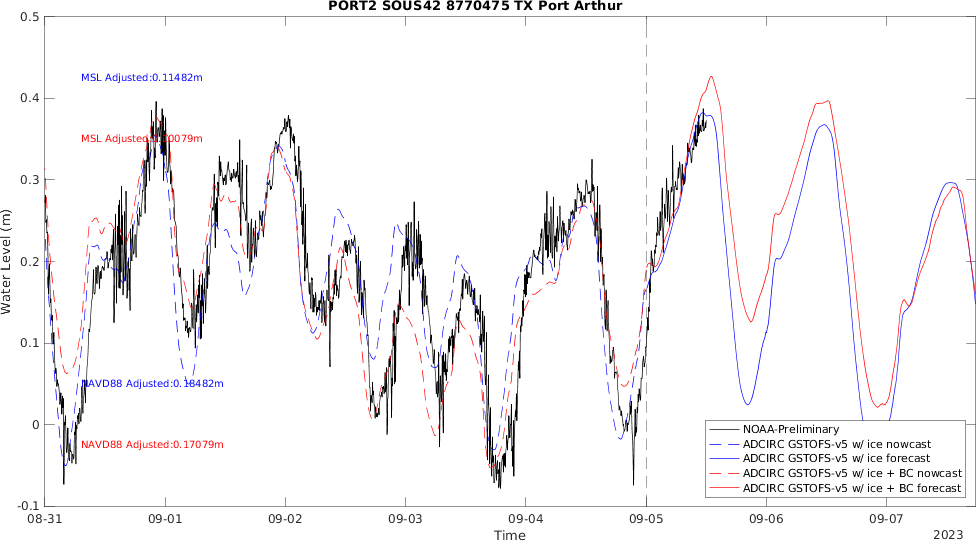 PORT2 SOUS42 8770475 TX Port Arthur
0.5
0.4
0.3
0.2
0.1
0
-0.1
Water Level (m)
MSL Adjusted:0.11482m
MSL Adjusted: 0079m
NAVD88 Adjusted:0.18482m
NAVD88 Adjusted:0.17079m
NOAA-Preliminary
ADCIRC GSTOFS-v5 w/ ice nowcast
ADCIRC GSTOFS-v5 w/ ice forecast
ADCIRC GSTOFS-v5 w/ ice + BC nowcast
ADCIRC GSTOFS-v5 w/ ice + BC forecast
08-31 09-01 09-02 09-03 09-04 09-05 09-06 09-07
Time
2023